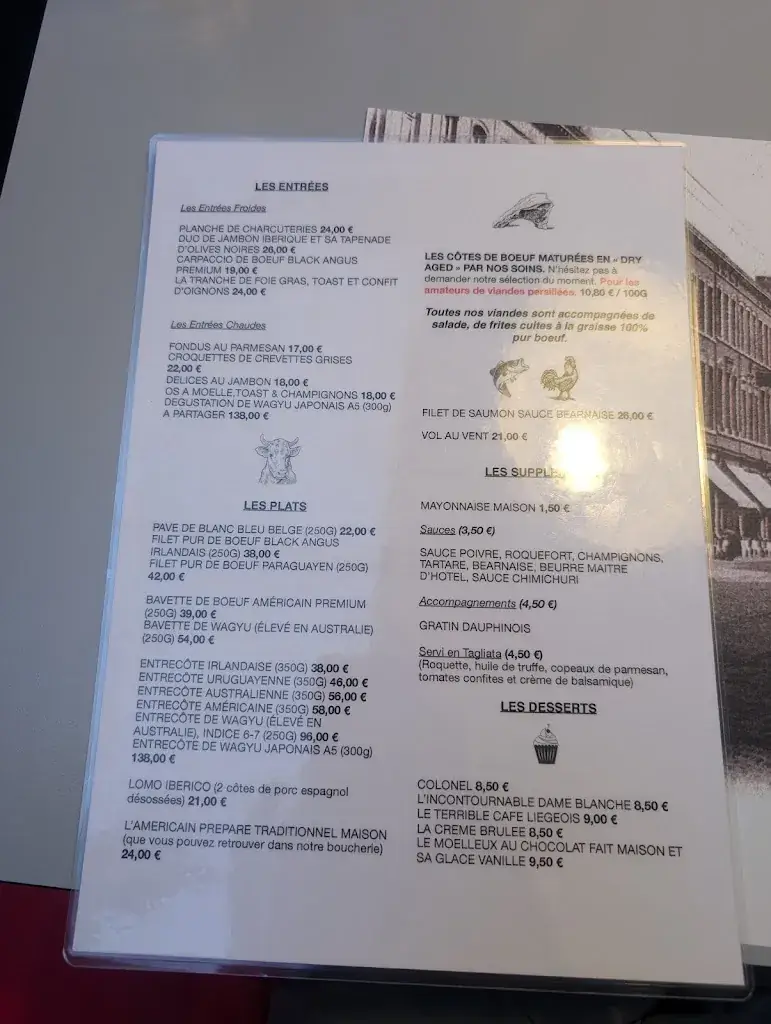 LES ENTRÉES
Les Entrées Froides
PLANCHE DE CHARCUTERIES 24,00 €
DUO DE JAMBON IBERIQUE ET SA TAPENADE
D'OLIVES NOIRES 26,00 €
CARPACCIO DE BOEUF BLACK ANGUS
PREMIUM 19,00 €
LA TRANCHE DE FOIE GRAS, TOAST ET CONFIT
D'OIGNONS 24,00 €
Les Entrées Chaudes
FONDUS AU PARMESAN 17,00 €
CROQUETTES DE CREVETTES GRISES
22,00 €
DELICES AU JAMBON 18,00 €
OS A MOELLE,TOAST & CHAMPIGNONS 18,00 €
DEGUSTATION DE WAGYU JAPONAIS A5 (300g)
A PARTAGER 138,00 €
LES PLATS
PAVE DE BLANC BLEU BELGE (250G) 22,00 €
FILET PUR DE BOEUF BLACK ANGUS
IRLANDAIS (250G) 38,00 €
FILET PUR DE BOEUF PARAGUAYEN (250G)
42,00 €
BAVETTE DE BOEUF AMÉRICAIN PREMIUM
(250G) 39,00 €
BAVETTE DE WAGYU (ÉLEVÉ EN AUSTRALIE)
(250G) 54,00 €
ENTRECÔTE IRLANDAISE (350G) 38,00 €
ENTRECÔTE URUGUAYENNE (350G) 46,00 €
ENTRECÔTE AUSTRALIENNE (350G) 56,00 €
ENTRECÔTE AMÉRICAINE (350G) 58,00 €
ENTRECÔTE DE WAGYU (ÉLEVÉ EN
AUSTRALIE), INDICE 6-7 (250G) 96,00 €
ENTRECÔTE DE WAGYU JAPONAIS A5 (300g)
138,00 €
LOMO IBERICO (2 côtes de porc espagnol
désossées) 21,00 €
L'AMERICAIN PREPARE TRADITIONNEL MAISON
(que vous pouvez retrouver dans notre boucherie)
24,00 €
LES CÔTES DE BOEUF MATURÉES EN « DRY
AGED » PAR NOS SOINS. N'hésitez pas à
demander notre sélection du moment. Pour les
amateurs de viandes persillées. 10,80 € / 100G
Toutes nos viandes sont accompagnées de
salade, de frites cuites à la graisse 100%
pur boeuf.
FILET DE SAUMON SAUCE BEARNAISE 26,00 €
VOL AU VENT 21,00 €
LES
MAYONNAISE MAISON 1,50 €
Sauces (3,50 €)
SAUCE POIVRE, ROQUEFORT, CHAMPIGNONS,
TARTARE, BEARNAISE, BEURRE MAITRE
D'HOTEL, SAUCE CHIMICHURI
Accompagnements (4,50 €)
GRATIN DAUPHINOIS
Servi en Tagliata (4,50 €)
(Roquette, huile de truffe, copeaux de parmesan,
tomates confites et crème de balsamique)
LES DESSERTS
COLONEL 8,50 €
L'INCONTOURNABLE DAME BLANCHE 8,50 €
LE TERRIBLE CAFE LIEGEOIS 9,00 €
LA CREME BRULEE 8,50 €
LE MOELLEUX AU CHOCOLAT FAIT MAISON ET
SA GLACE VANILLE 9,50 €